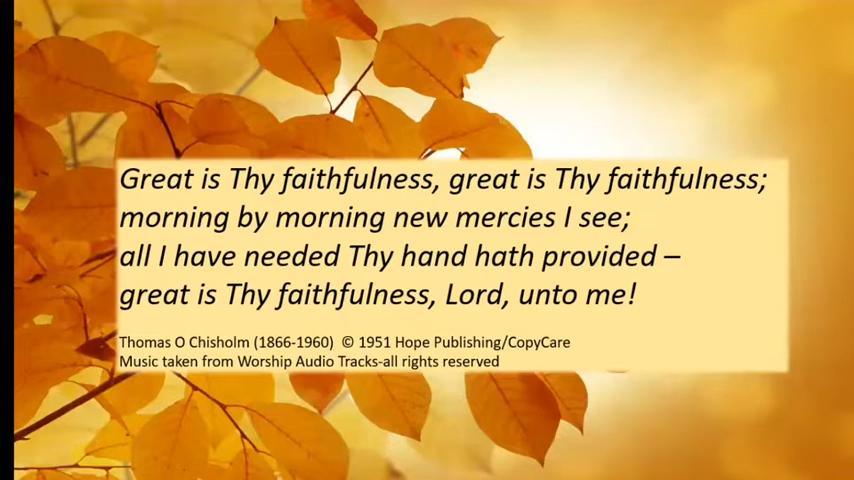 Great is Thy faithfulness, great is Thy faithfulness;
morning by morning new mercies I see;
all I have needed Thy hand hath provided –
great is Thy faithfulness, Lord, unto me!
Thomas O Chisholm (1866-1960)  © 1951 Hope Publishing/CopyCare
Music taken from Worship Audio Tracks-all rights reserved